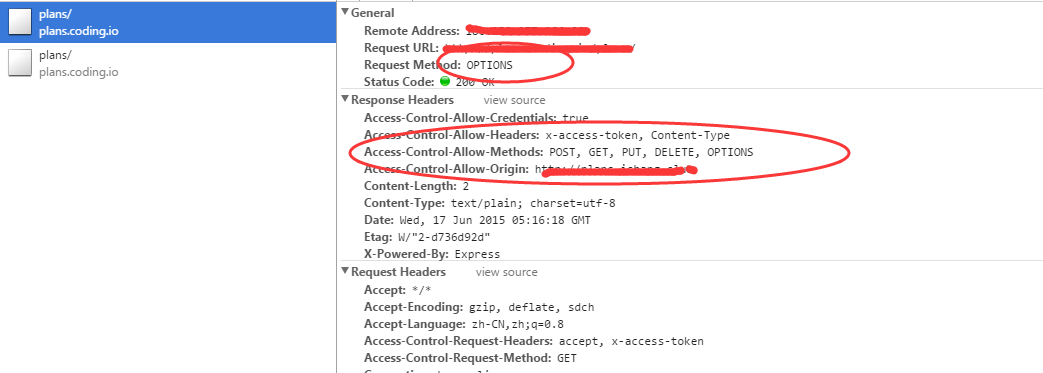 plans/
plans.coding.io
plans/
plans.coding.io
General
Remote Address:
Request URL:
Request Method: OPTIONS
Status Code: 200 OK
Response Headers view source
Access-Control-Allow-Credentials: true
Access-Control-Allow-Headers: x-access-token, Content-Type
Access-Control-Allow-Methods: POST, GET, PUT, DELETE, OPTIONS
Access-Control-Allow-Origin:
Content-Length: 2
Content-Type: text/plain; charset=utf-8
Date: Wed, 17 Jun 2015 05:16:18 GMT
Etag: W/"2-d736d92d"
X-Powered-By: Express
Request Headers view source
Accept: */*
Accept-Encoding: gzip, deflate, sdch
Accept-Language: zh-CN,zh;q=0.8
Access-Control-Request-Headers: accept, x-access-token
Access-Control-Request-Method: GET